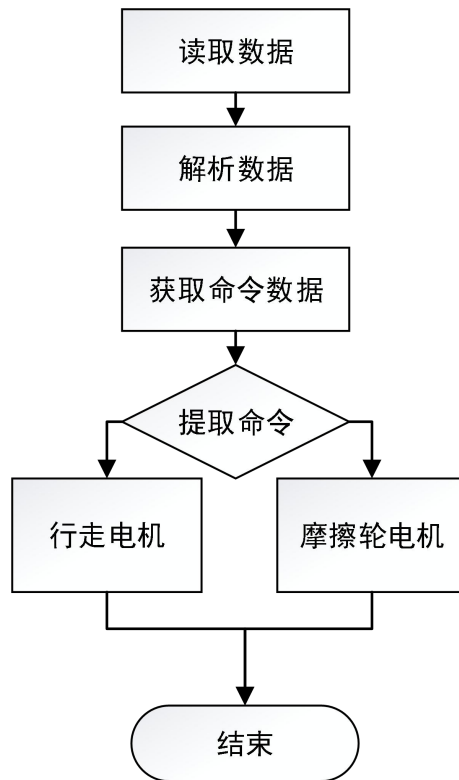 读取数据
解析数据
获取命令数据
提取命令
行走电机
摩擦轮电机
结束